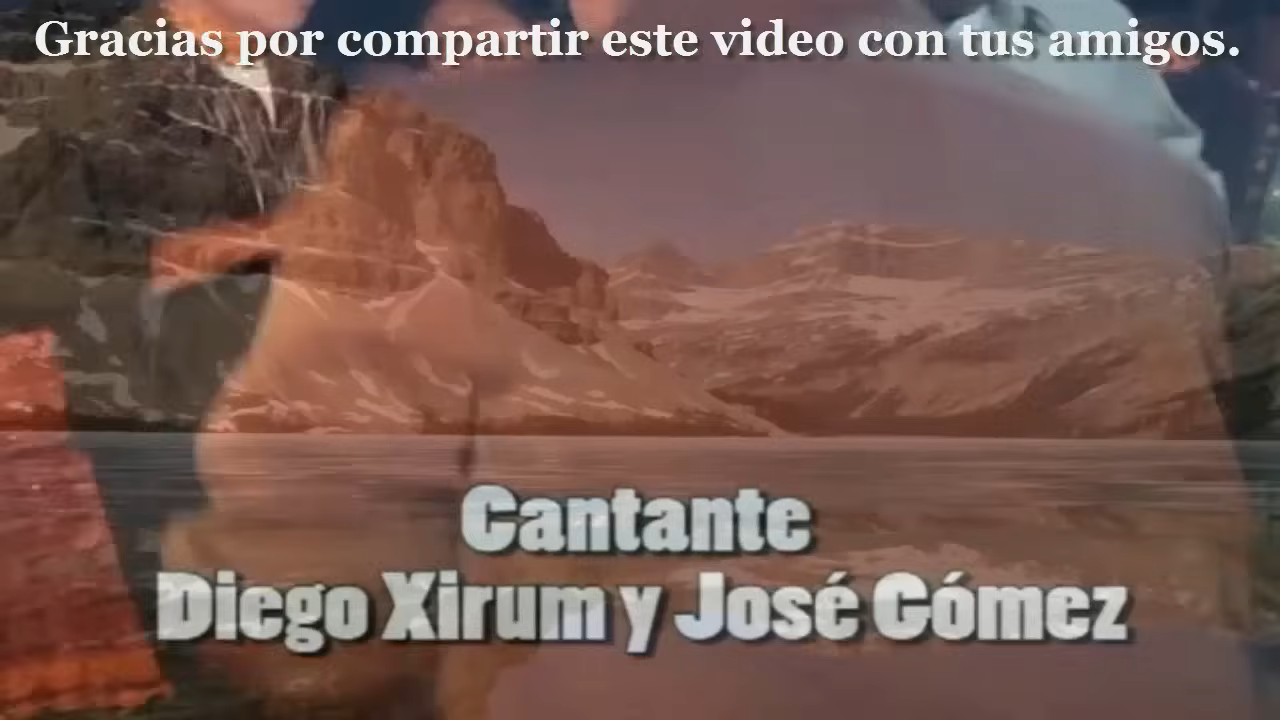 Gracias por compartir este video con tus amigos.
Cantante
Diego Xirum y José Gómez